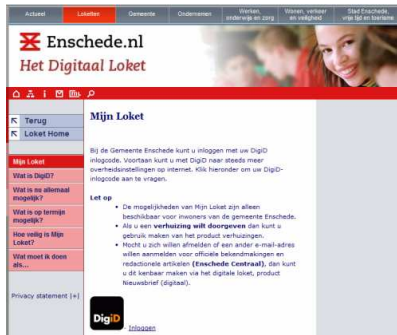 Actueel Loketten Gemeente Ondernemen Werken, onderwijs en zorg Wonen, verkeer en veiligheid Stad Enschede, vrije tijd en toerisme
Enschede.nl
Het Digitaal Loket
Terug
Loket Home
Mijn Loket
Wat is DigiD?
Wat is nu allemaal
mogelijk?
Wat is op termijn
mogelijk?
Hoe veilig is Mijn
Loket?
Wat moet ik doen
als...
Privacy statement [+]
Mijn Loket
Bij de Gemeente Enschede kunt u inloggen met uw DigiD
inlogcode. Voortaan kunt u met DigiD naar steeds meer
overheidsinstellingen op internet. Klik hieronder om uw DigiD-
inlogcode aan te vragen.
Let op
• De mogelijkheden van Mijn Loket zijn alleen
beschikbaar voor inwoners van de gemeente Enschede.
• Als u een verhuizing wilt doorgeven dan kunt u
gebruik maken van het product verhuizingen.
• Mocht u zich willen afmelden of een ander e-mail-adres
willen aanmelden voor officiële bekendmakingen en
redactionele artikelen (Enschede Centraal), dan kunt
u dit kenbaar maken via het digitale loket, product
Nieuwsbrief (digitaal).
DigiD
Inloggen